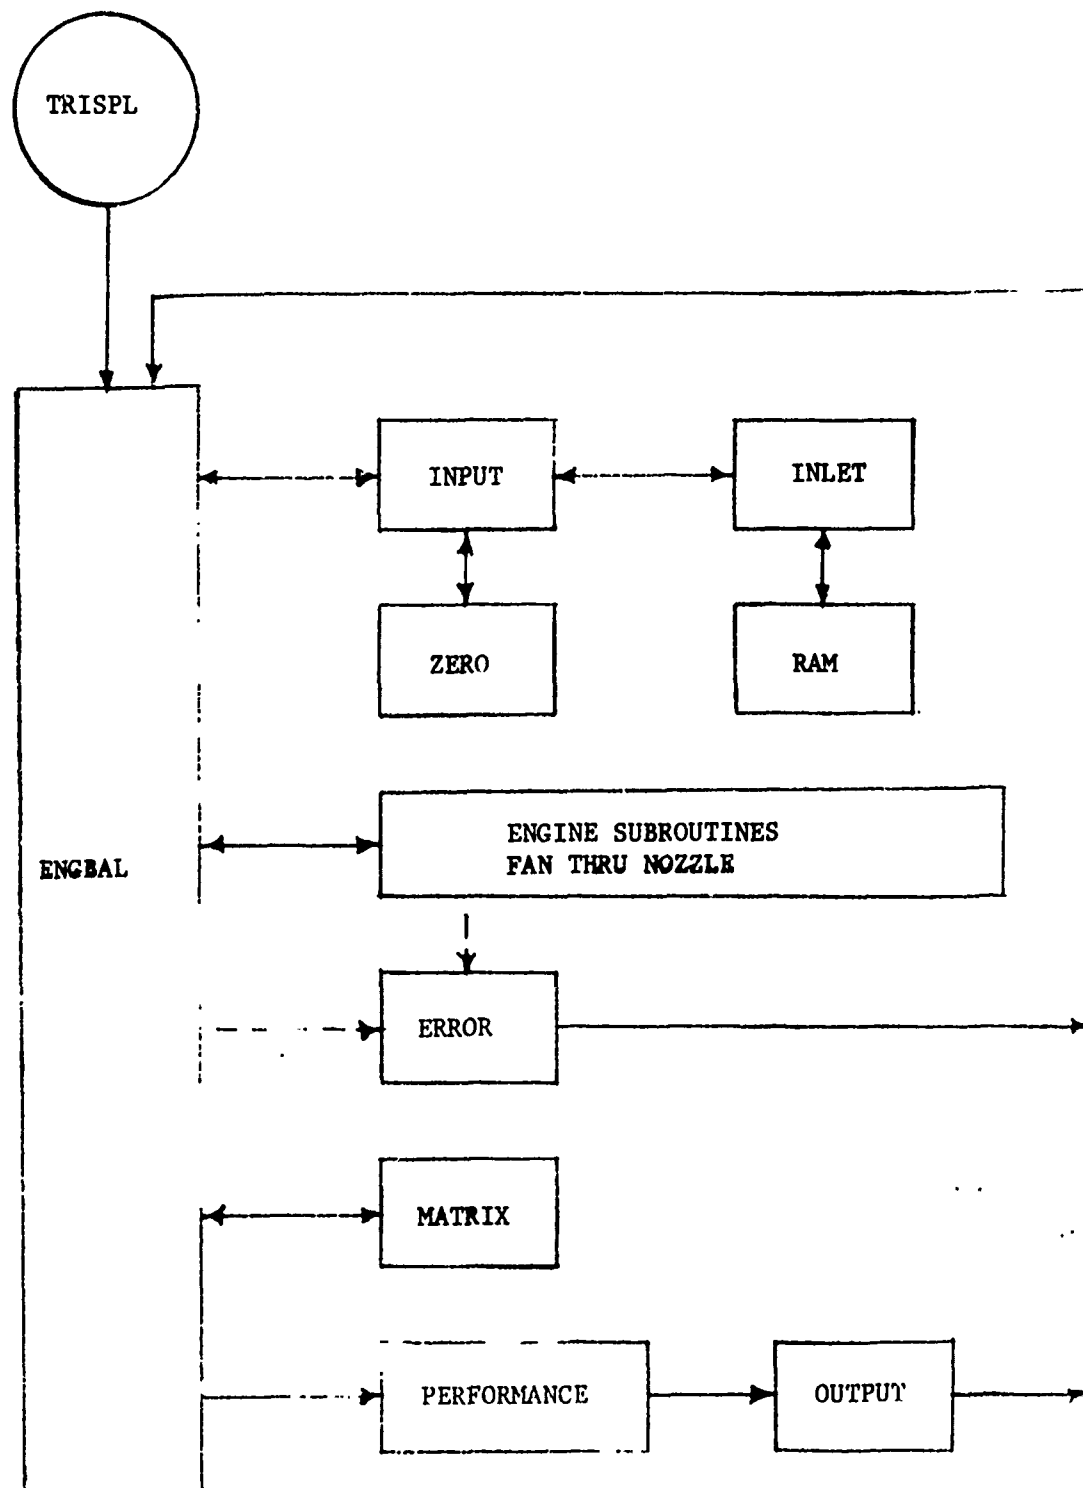 TRISPL
INPUT
INLET
ZERO
RAM
ENGINE SUBROUTINES
FAN THRU NOZZLE
ENGBAL
ERROR
MATRIX
PERFORMANCE
OUTPUT